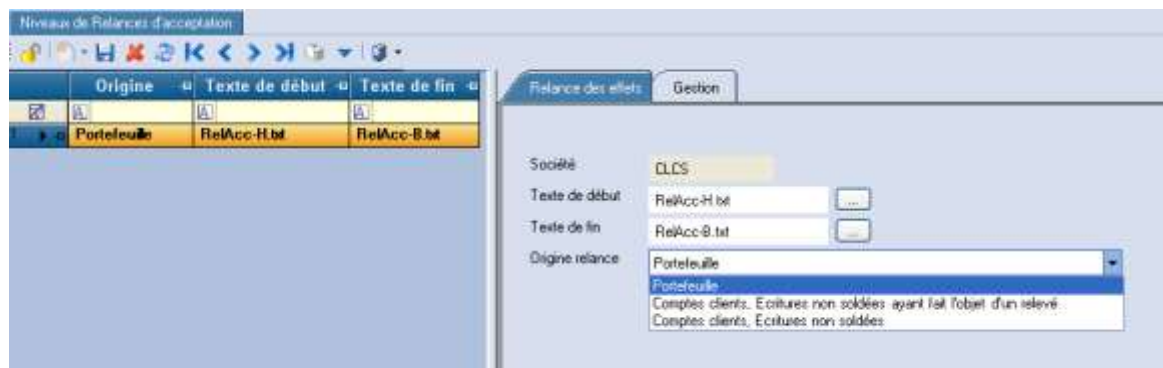 Niveaux de Relances d'acceptation
Origine Texte de début Texte de fin
Portefeuille RelAcc-H.txt RelAcc-B.txt
Relance des effets Gestion
Société CLCS
Texte de début RelAcc-H.txt ...
Texte de fin RelAcc-B.txt ...
Origine relance Portefeuille
Portefeuille
Comptes clients, Ecritures non soldées ayant fait l'objet d'un relevé
Comptes clients, Ecritures non soldées